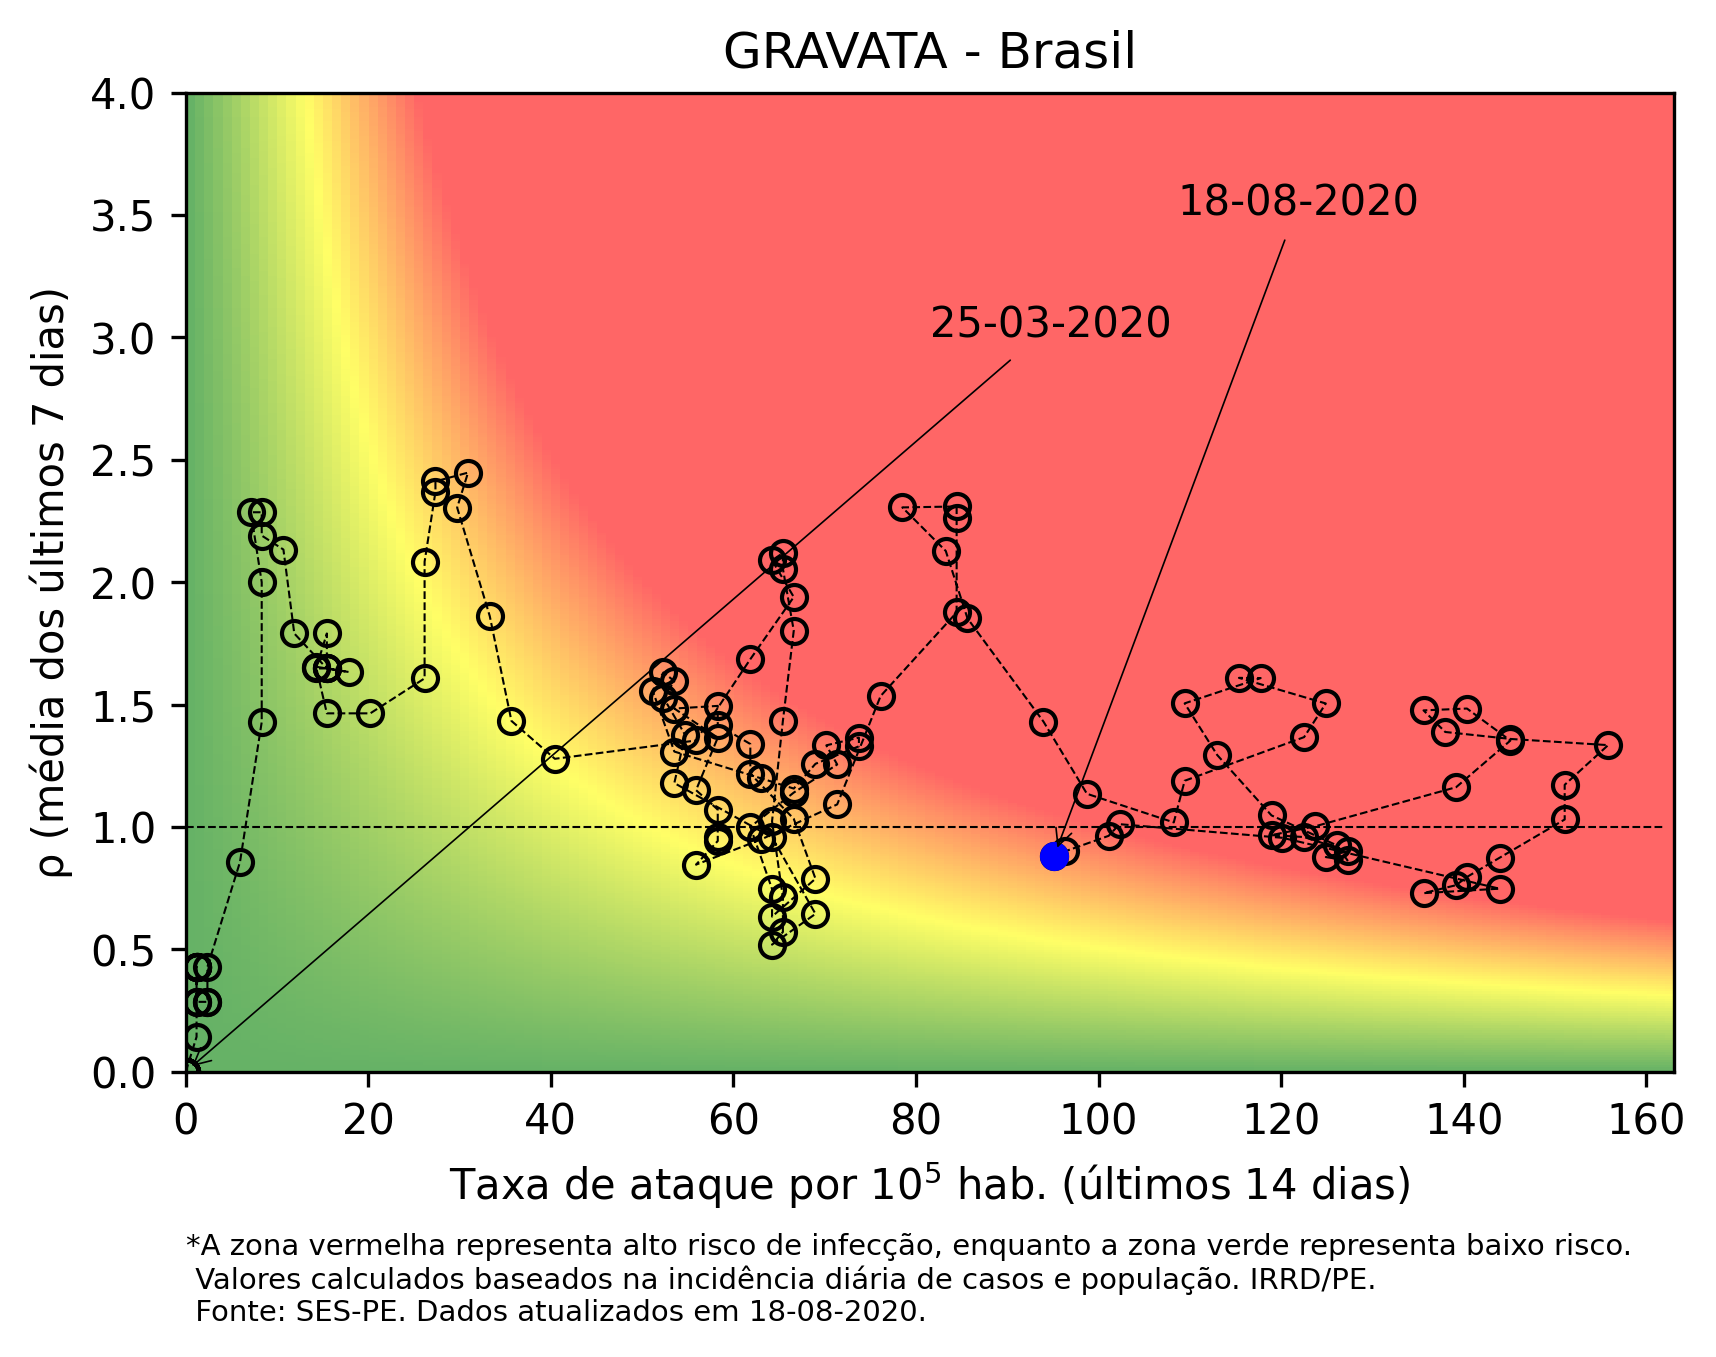 GRAVATA - Brasil
4.0
3.5
3.0
2.5
2.0
1.5
1.0
0.5
0.0
ρ (média dos últimos 7 dias)
18-08-2020
25-03-2020
0 20 40 60 80 100 120 140 160
Taxa de ataque por 10⁵ hab. (últimos 14 dias)
*A zona vermelha representa alto risco de infecção, enquanto a zona verde representa baixo risco.
Valores calculados baseados na incidência diária de casos e população. IRRD/PE.
Fonte: SES-PE. Dados atualizados em 18-08-2020.